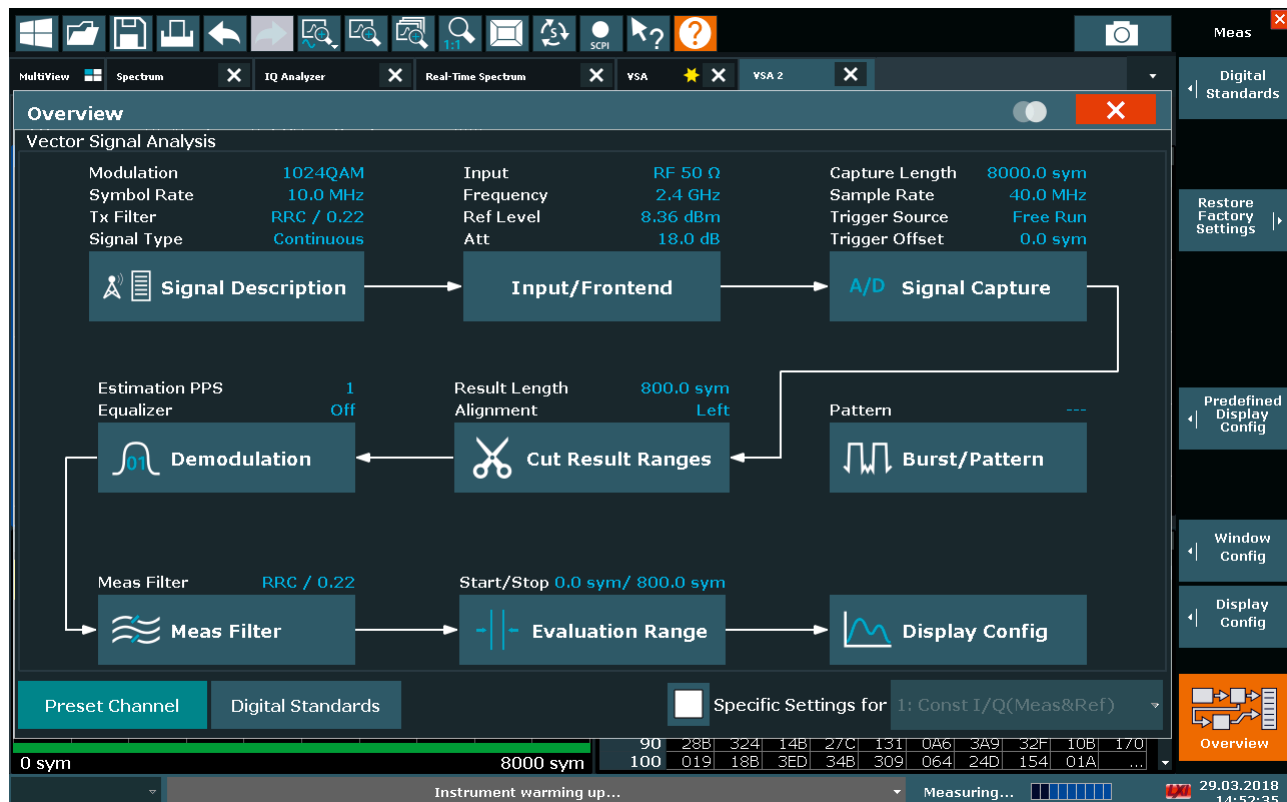 1:1
SCPI
Meas
MultiView
Spectrum
IQ Analyzer
Real-Time Spectrum
VSA
VSA 2
Digital
Standards
Overview
Vector Signal Analysis
Modulation 1024QAM
Symbol Rate 10.0 MHz
Tx Filter RRC / 0.22
Signal Type Continuous
Signal Description
Input RF 50 Ω
Frequency 2.4 GHz
Ref Level 8.36 dBm
Att 18.0 dB
Input/Frontend
Capture Length 8000.0 sym
Sample Rate 40.0 MHz
Trigger Source Free Run
Trigger Offset 0.0 sym
A/D Signal Capture
Restore
Factory
Settings
Estimation PPS 1
Equalizer Off
01 Demodulation
Result Length 800.0 sym
Alignment Left
Cut Result Ranges
Pattern ---
Burst/Pattern
Predefined
Display
Config
Window
Config
Meas Filter RRC / 0.22
Meas Filter
Start/Stop 0.0 sym/ 800.0 sym
Evaluation Range
Display Config
Display
Config
Preset Channel
Digital Standards
Specific Settings for 1: Const I/Q(Meas&Ref)
Overview
90 28B 324 14B 27C 131 0A6 3A9 32F 10B 170
0 sym 8000 sym 100 019 18B 3ED 34B 309 064 24D 154 01A ...
Instrument warming up...
Measuring...
LXI
29.03.2018
14:52:35